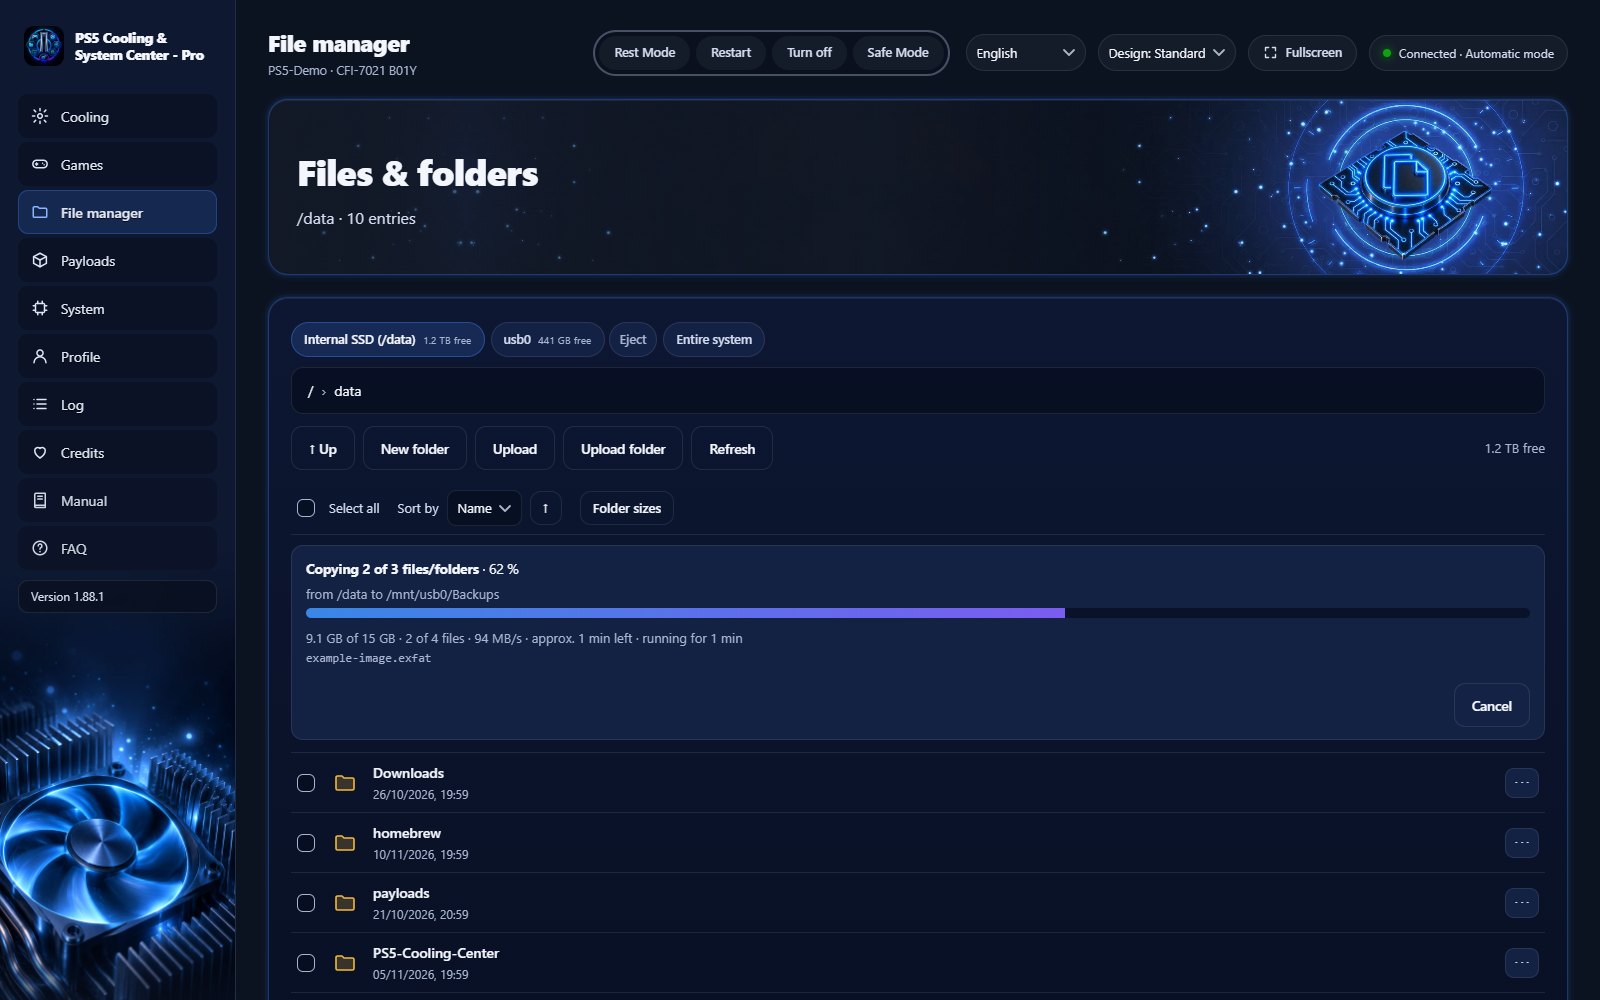 PS5 Cooling &
System Center - Pro
Cooling
Games
File manager
Payloads
System
Profile
Log
Credits
Manual
FAQ
Version 1.88.1
File manager
PS5-Demo · CFI-7021 B01Y
Rest Mode
Restart
Turn off
Safe Mode
English
Design: Standard
Fullscreen
Connected · Automatic mode
Files & folders
/data · 10 entries
Internal SSD (/data) 1.2 TB free
usb0 441 GB free
Eject
Entire system
/ › data
↑ Up
New folder
Upload
Upload folder
Refresh
1.2 TB free
Select all
Sort by
Name
↑
Folder sizes
Copying 2 of 3 files/folders · 62 %
from /data to /mnt/usb0/Backups
9.1 GB of 15 GB · 2 of 4 files · 94 MB/s · approx. 1 min left · running for 1 min
example-image.exfat
Cancel
Downloads
26/10/2026, 19:59
homebrew
10/11/2026, 19:59
payloads
21/10/2026, 20:59
PS5-Cooling-Center
05/11/2026, 19:59